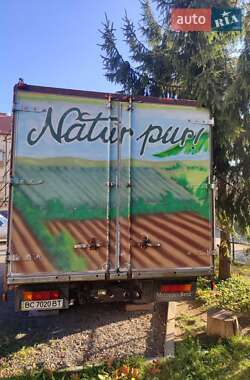 auto RIA
Natur pur!
BC 7020 BT